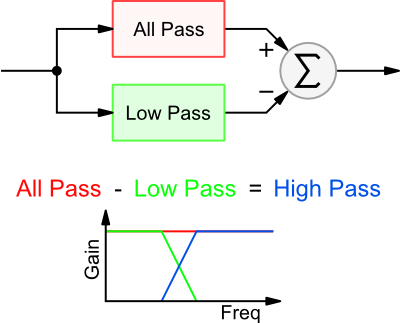 All Pass
+
Σ
−
Low Pass
All Pass - Low Pass = High Pass
Gain
Freq